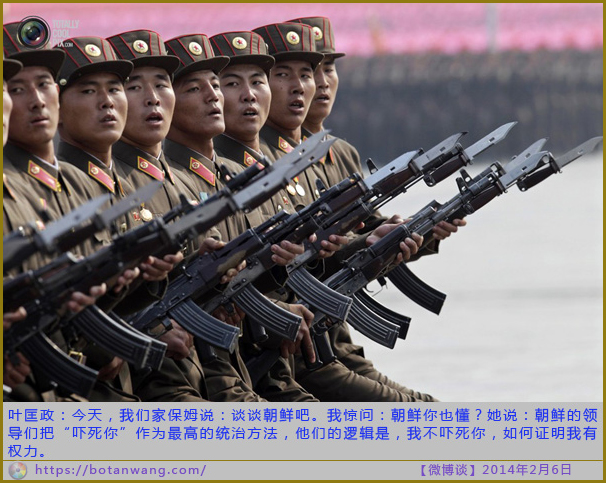 TOTALLY
COOL
PIX.COM
叶匡政：今天，我们家保姆说：谈谈朝鲜吧。我惊问：朝鲜你也懂？她说：朝鲜的领
导们把“吓死你”作为最高的统治方法，他们的逻辑是，我不吓死你，如何证明我有
权力。
https://botanwang.com/
【微博谈】2014年2月6日